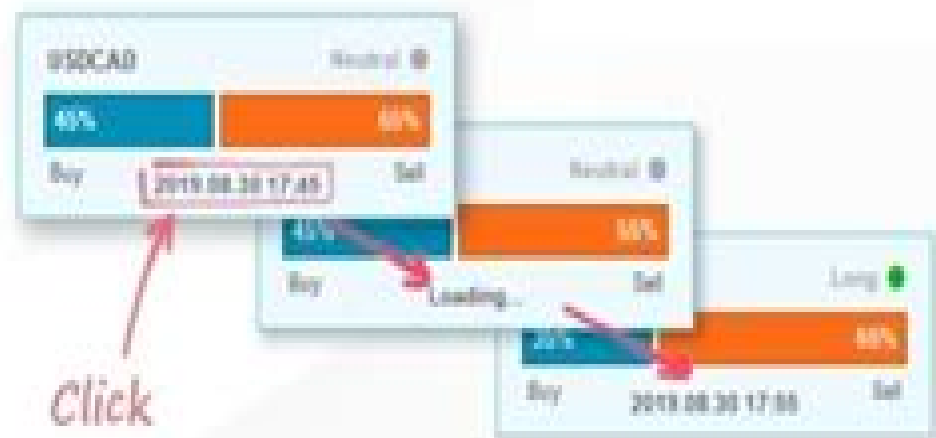 USDCAD Neutral
45%
Buy 2019.08.30 17:45 Sell
Neutral
45% 55%
Buy Loading... Sell
Long
Buy 2019.08.30 17:55 Sell
Click